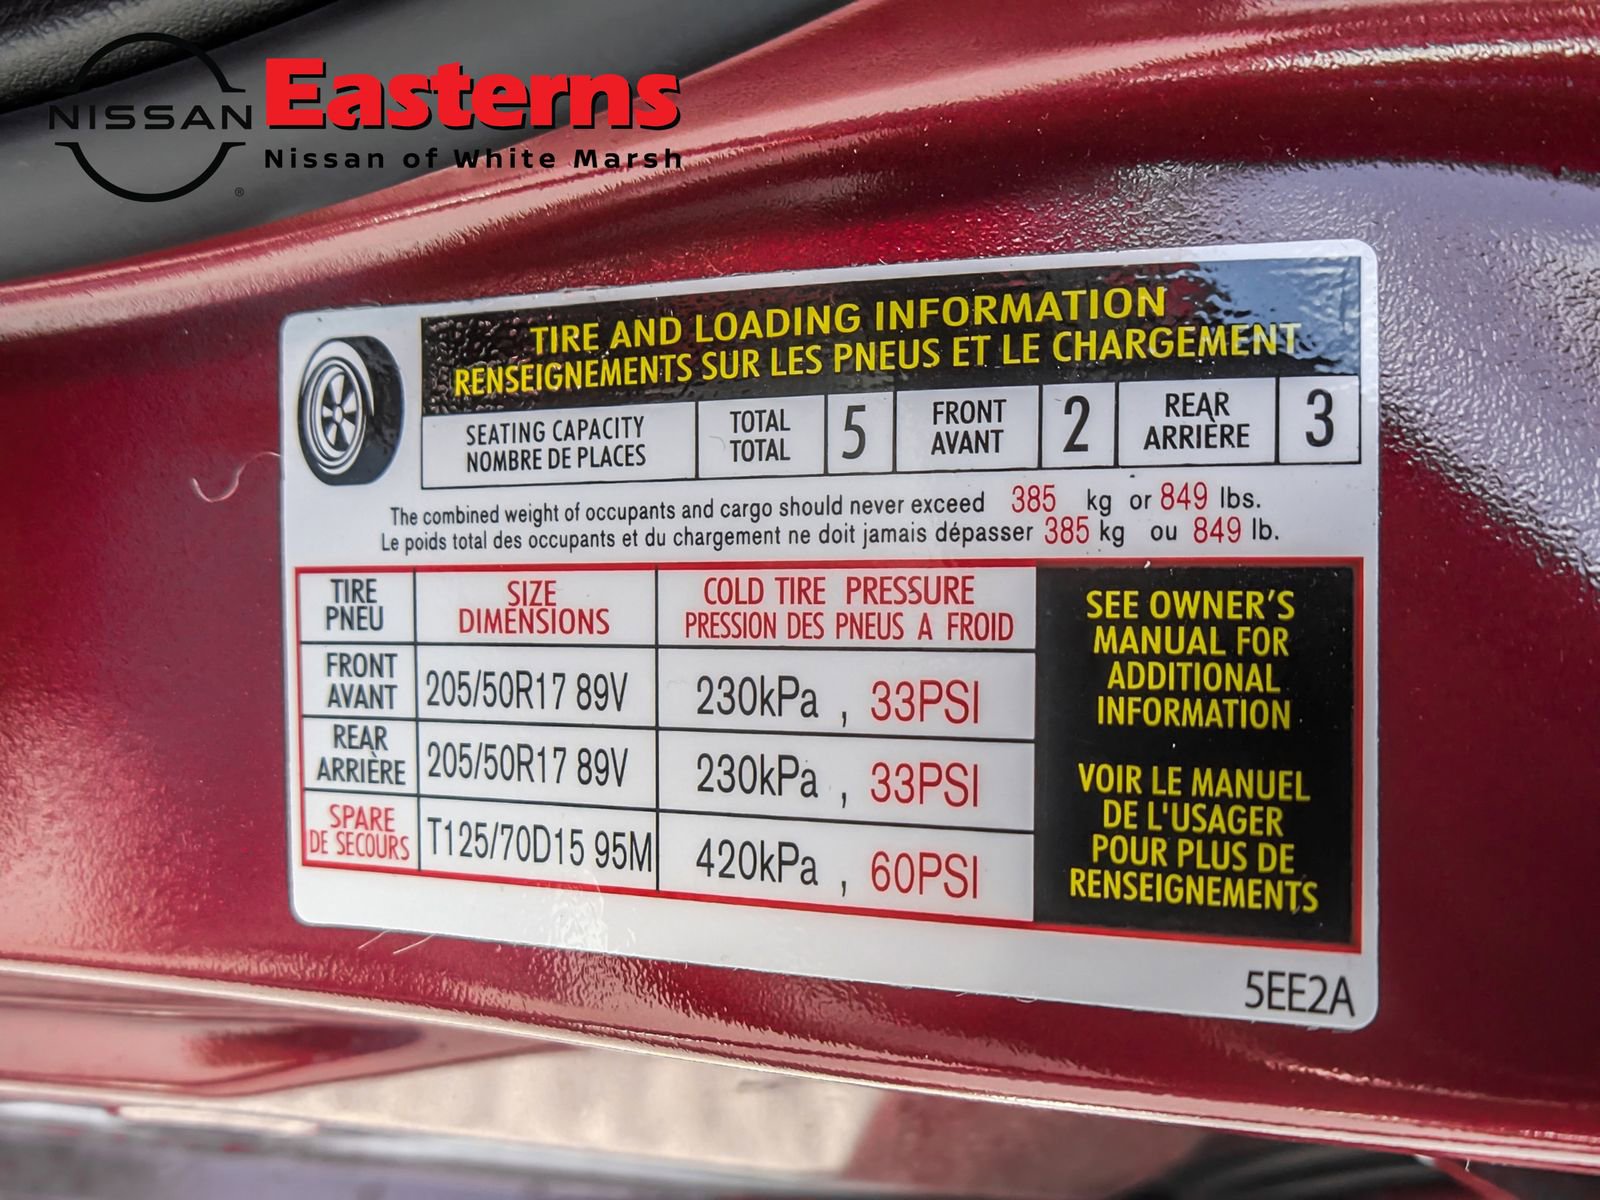 NISSAN
®
Easterns
Nissan of White Marsh
TIRE AND LOADING INFORMATION
RENSEIGNEMENTS SUR LES PNEUS ET LE CHARGEMENT
SEATING CAPACITY
NOMBRE DE PLACES
TOTAL
TOTAL
5
FRONT
AVANT
2
REAR
ARRIÈRE
3
The combined weight of occupants and cargo should never exceed 385 kg or 849 lbs.
Le poids total des occupants et du chargement ne doit jamais dépasser 385 kg ou 849 lb.
TIRE
PNEU
SIZE
DIMENSIONS
COLD TIRE PRESSURE
PRESSION DES PNEUS A FROID
FRONT
AVANT
205/50R17 89V
230kPa , 33PSI
REAR
ARRIÈRE
205/50R17 89V
230kPa , 33PSI
SPARE
DE SECOURS
T125/70D15 95M
420kPa , 60PSI
SEE OWNER'S
MANUAL FOR
ADDITIONAL
INFORMATION
VOIR LE MANUEL
DE L'USAGER
POUR PLUS DE
RENSEIGNEMENTS
5EE2A